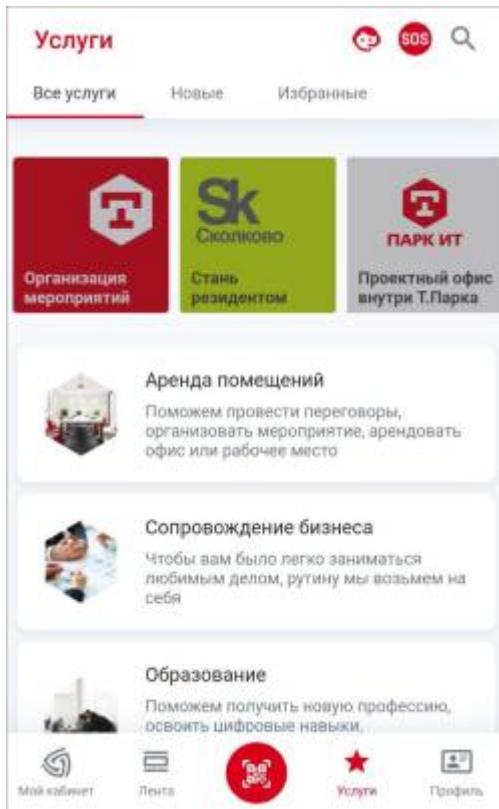 Услуги
SOS
Все услуги
Новые
Избранные
T
Организация
мероприятий
Sk
Сколково
Стань
резидентом
T
ПАРК ИТ
Проектный офис
внутри Т.Парка
Аренда помещений
Поможем провести переговоры,
организовать мероприятие, арендовать
офис или рабочее место
Сопровождение бизнеса
Чтобы вам было легко заниматься
любимым делом, рутину мы возьмем на
себя
Образование
Поможем получить новую профессию,
освоить цифровые навыки,
Мой кабинет
Лента
Услуги
Профиль